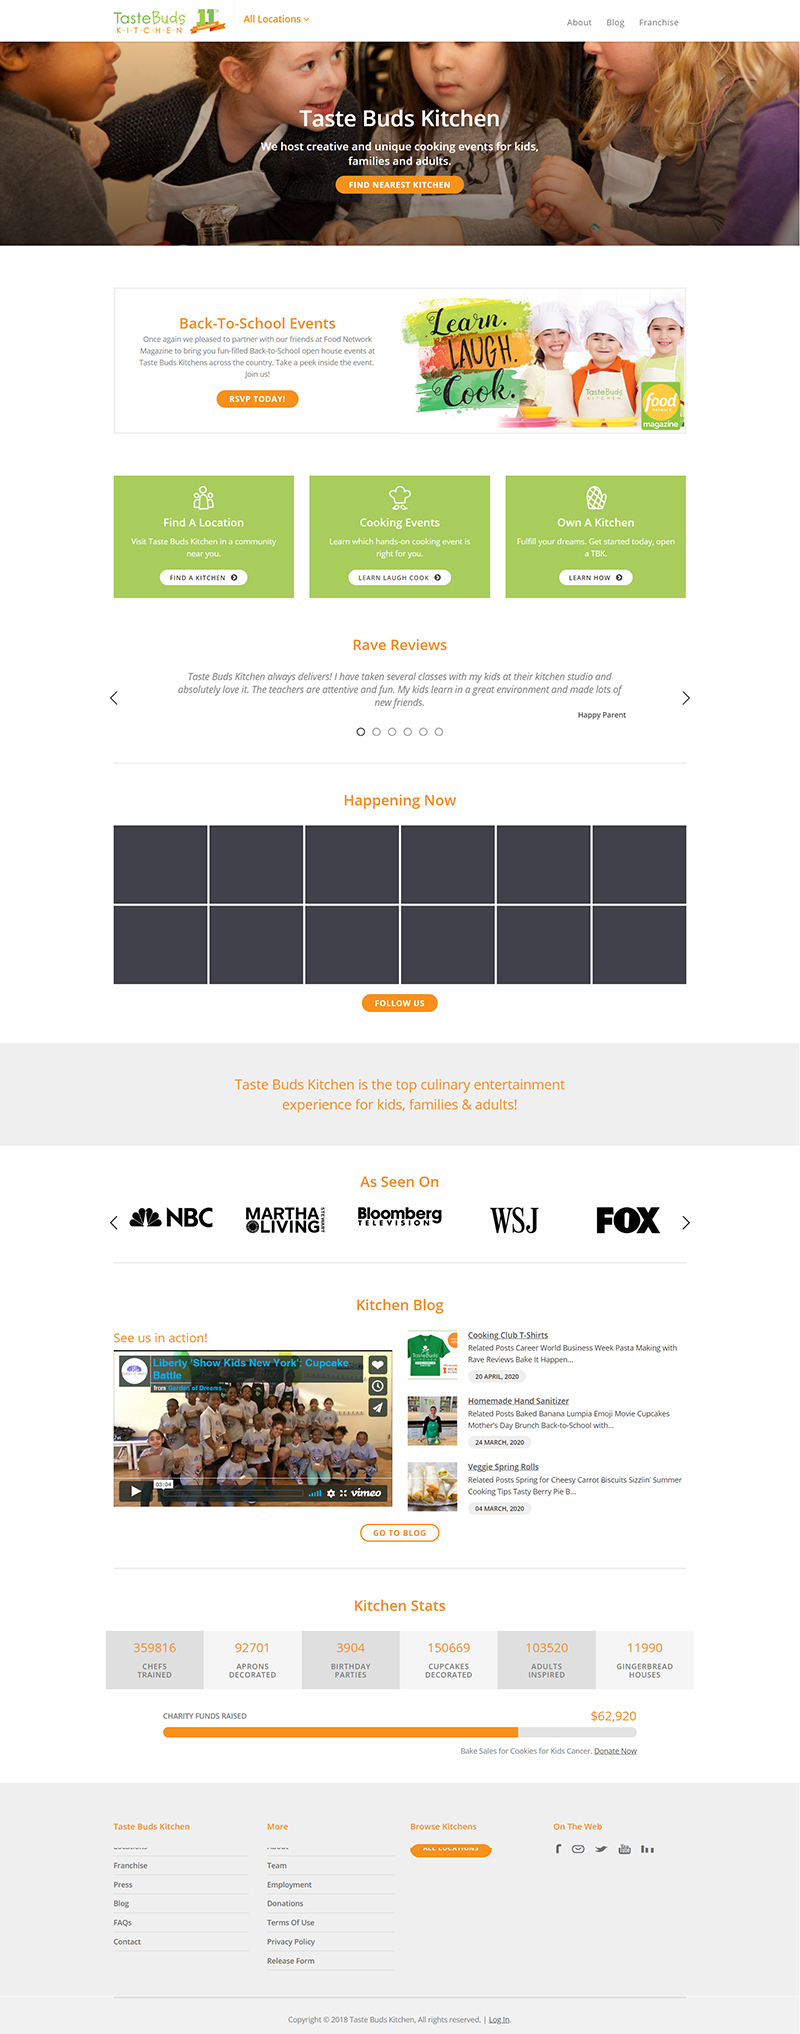 TasteBuds 11
KITCHEN
All Locations
About Blog Franchise
Taste Buds Kitchen
We host creative and unique cooking events for kids,
families and adults.
FIND NEAREST KITCHEN
Back-To-School Events
Once again we pleased to partner with our friends at Food Network
Magazine to bring you fun-filled Back-to-School open house events at
Taste Buds Kitchens across the country. Take a peek inside the event.
Join us!
RSVP TODAY!
Learn.
LAUGH.
Cook.
TasteBuds
KITCHEN
food
network
magazine
Find A Location
Visit Taste Buds Kitchen in a community
near you.
FIND A KITCHEN
Cooking Events
Learn which hands-on cooking event is
right for you.
LEARN LAUGH COOK
Own A Kitchen
Fulfill your dreams. Get started today, open
a TBK.
LEARN HOW
Rave Reviews
Taste Buds Kitchen always delivers! I have taken several classes with my kids at their kitchen studio and
absolutely love it. The teachers are attentive and fun. My kids learn in a great environment and made lots of
new friends.
Happy Parent
Happening Now
FOLLOW US
Taste Buds Kitchen is the top culinary entertainment
experience for kids, families & adults!
As Seen On
NBC
MARTHA
STEWART
LIVING
Bloomberg
TELEVISION
WSJ
FOX
Kitchen Blog
See us in action!
Liberty 'Show Kids New York': Cupcake
Battle
from Garden of Dreams
03:04
vimeo
Cooking Club T-Shirts
Related Posts Career World Business Week Pasta Making with
Rave Reviews Bake It Happen...
20 APRIL, 2020
Homemade Hand Sanitizer
Related Posts Baked Banana Lumpia Emoji Movie Cupcakes
Mother's Day Brunch Back-to-School with...
24 MARCH, 2020
Veggie Spring Rolls
Related Posts Spring for Cheesy Carrot Biscuits Sizzlin' Summer
Cooking Tips Tasty Berry Pie B...
04 MARCH, 2020
GO TO BLOG
Kitchen Stats
359816
CHEFS
TRAINED
92701
APRONS
DECORATED
3904
BIRTHDAY
PARTIES
150669
CUPCAKES
DECORATED
103520
ADULTS
INSPIRED
11990
GINGERBREAD
HOUSES
CHARITY FUNDS RAISED
$62,920
Bake Sales for Cookies for Kids Cancer. Donate Now
Taste Buds Kitchen
Locations
Franchise
Press
Blog
FAQs
Contact
More
About
Team
Employment
Donations
Terms Of Use
Privacy Policy
Release Form
Browse Kitchens
ALL LOCATIONS
On The Web
Copyright © 2018 Taste Buds Kitchen, All rights reserved. | Log In.